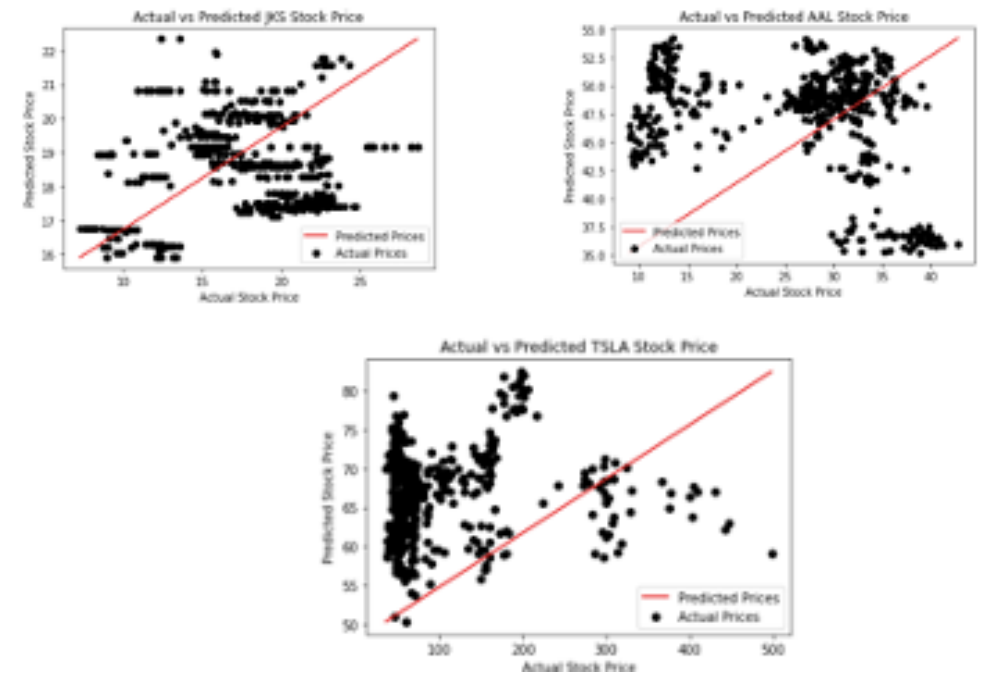 Actual vs Predicted JKS Stock Price
22
21
20
19
18
17
16
Predicted Stock Price
10
15
20
25
Actual Stock Price
Predicted Prices
Actual Prices
Actual vs Predicted AAL Stock Price
55.0
52.5
50.0
47.5
45.0
42.5
40.0
37.5
35.0
Predicted Stock Price
10
15
20
25
30
35
40
Actual Stock Price
Predicted Prices
Actual Prices
Actual vs Predicted TSLA Stock Price
80
75
70
65
60
55
50
Predicted Stock Price
100
200
300
400
500
Actual Stock Price
Predicted Prices
Actual Prices